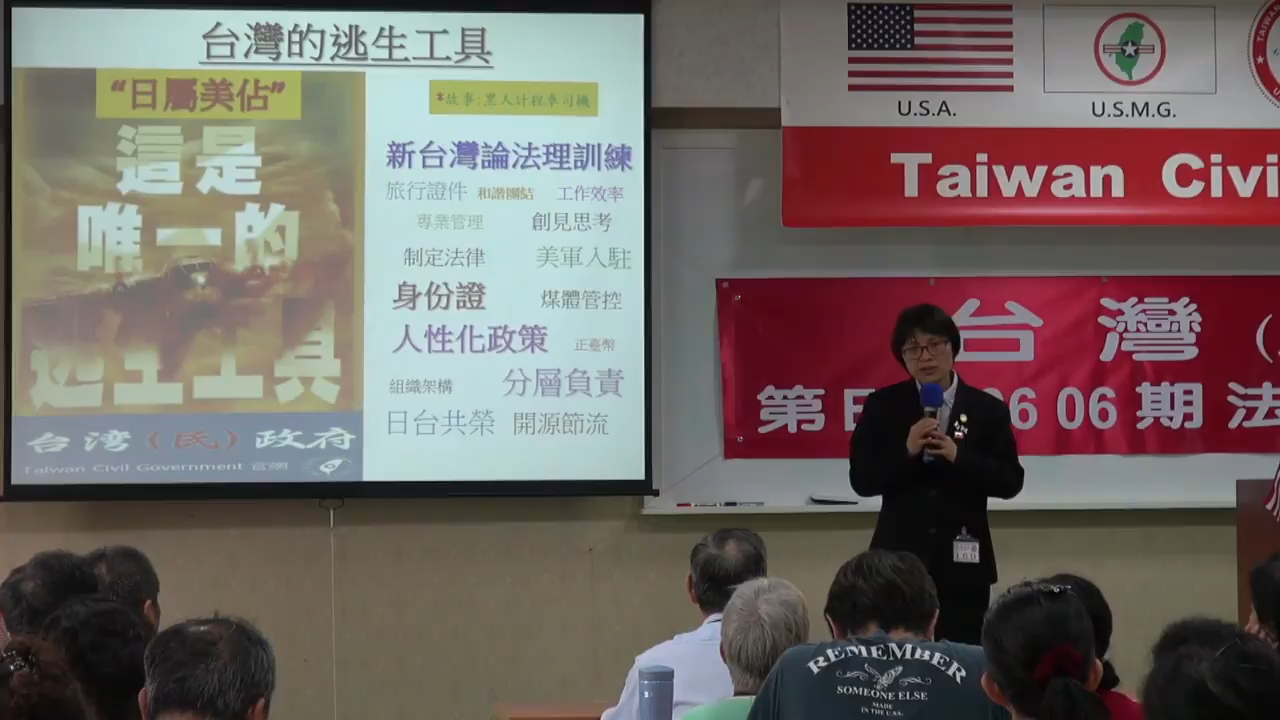 台灣的逃生工具
“日屬美佔”
這是
唯一的
逃生工具
台湾(民)政府
Taiwan Civil Government 官網
*故事:黑人計程車司機
新台灣論法理訓練
旅行證件 和諧團結 工作效率
專業管理 創見思考
制定法律 美軍入駐
身份證 煤體管控
人性化政策 正臺幣
組織架構 分層負責
日台共榮 開源節流
U.S.A.
U.S.M.G.
Taiwan Civi
台 灣 (
第 06 06 期 法
REMEMBER
SOMEONE ELSE
MADE
IN THE U.S.A.